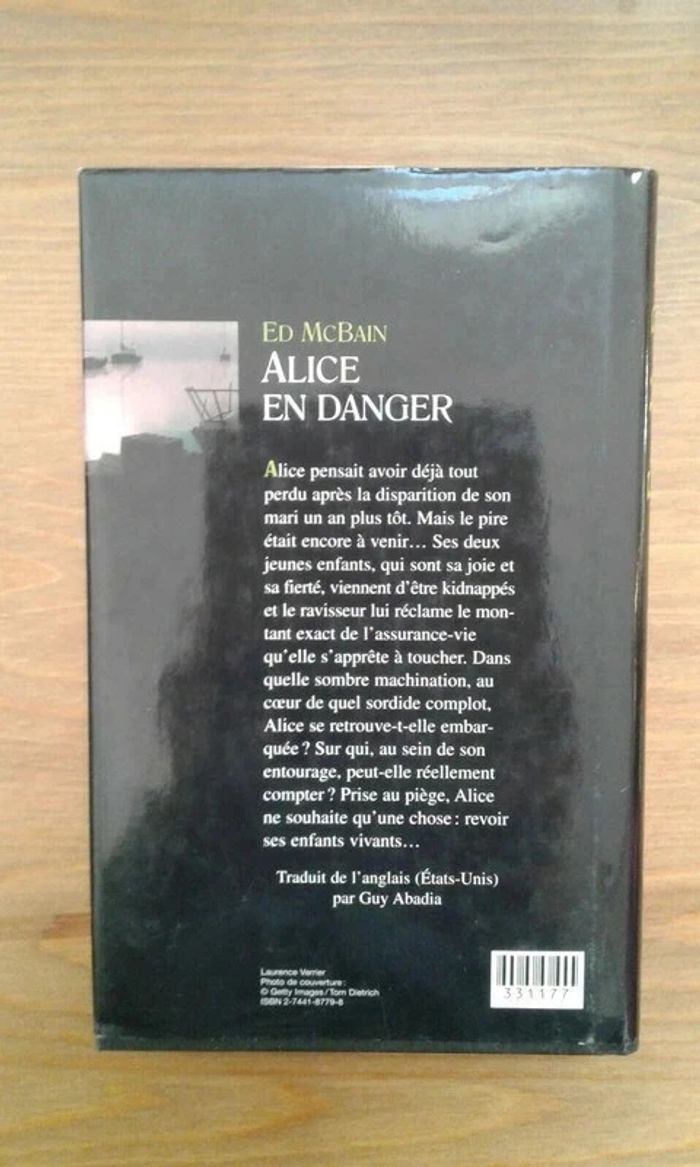 ED MCBAIN
ALICE
EN DANGER
Alice pensait avoir déjà tout
perdu après la disparition de son
mari un an plus tôt. Mais le pire
était encore à venir... Ses deux
jeunes enfants, qui sont sa joie et
sa fierté, viennent d'être kidnappés
et le ravisseur lui réclame le mon-
tant exact de l'assurance-vie
qu'elle s'apprête à toucher. Dans
quelle sombre machination, au
cœur de quel sordide complot,
Alice se retrouve-t-elle embar-
quée ? Sur qui, au sein de son
entourage, peut-elle réellement
compter ? Prise au piège, Alice
ne souhaite qu'une chose : revoir
ses enfants vivants...
Traduit de l'anglais (États-Unis)
par Guy Abadia
Laurence Verrier
Photo de couverture :
© Getty Images / Tom Dietrich
ISBN 2-7441-8779-8
331177